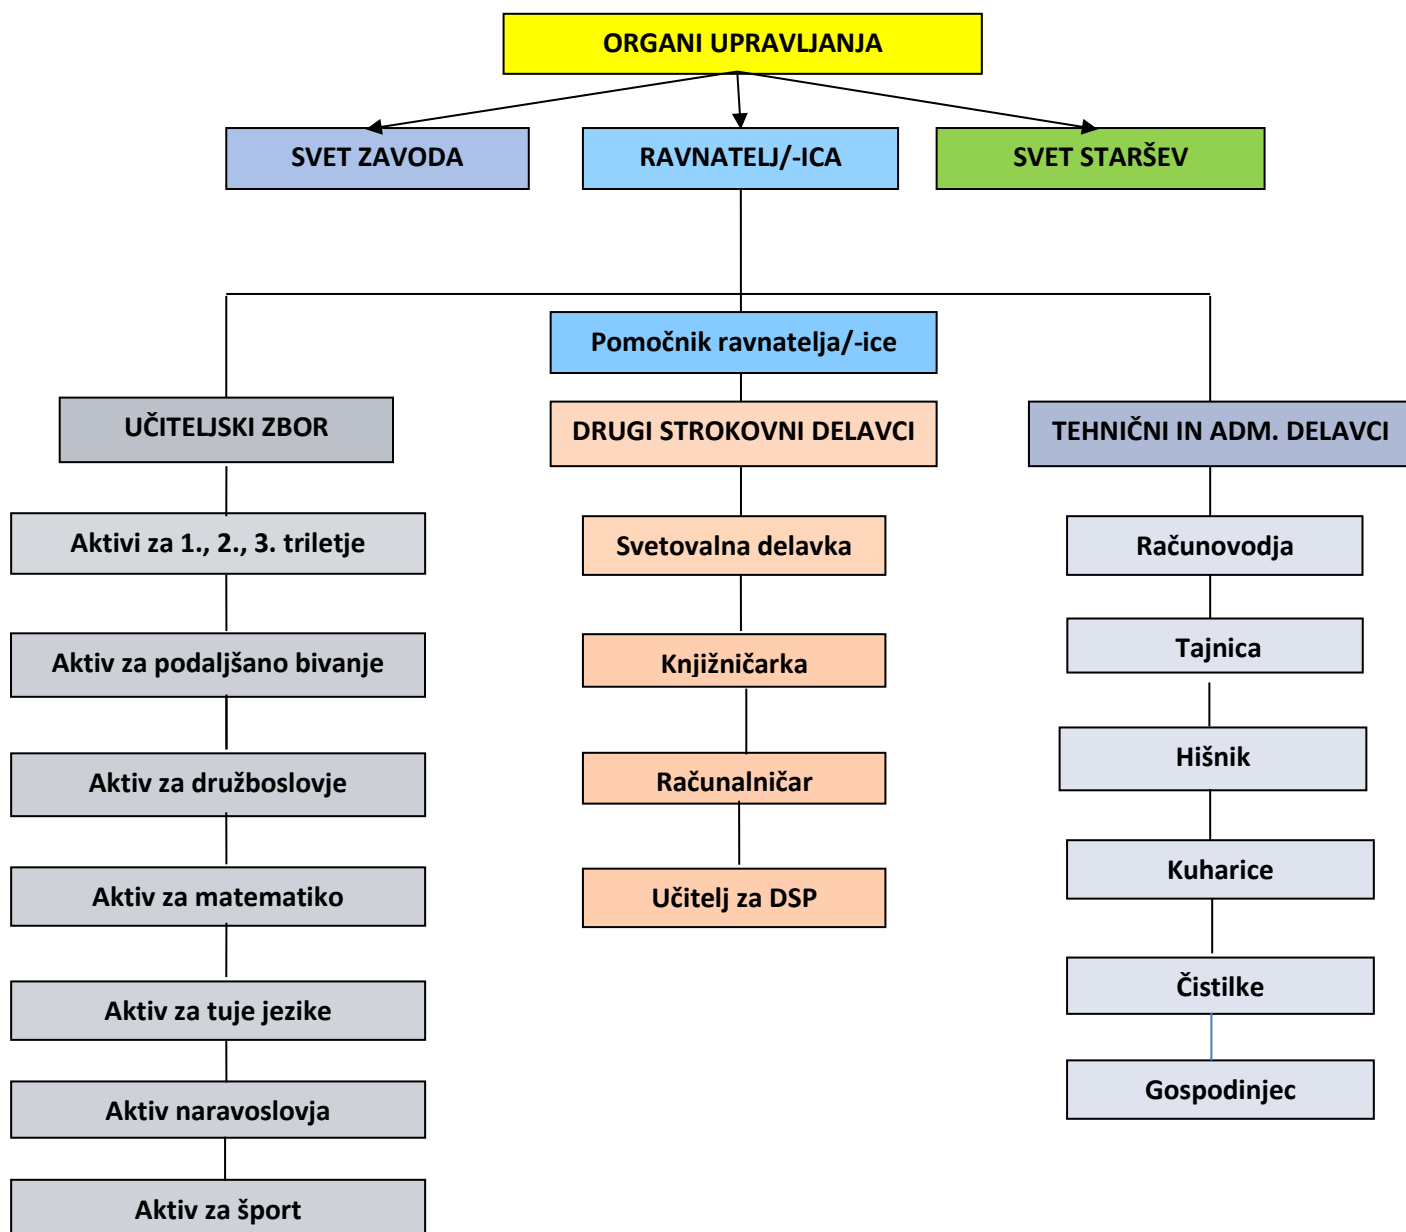 ORGANI UPRAVLJANJA
SVET ZAVODA
RAVNATELJ/-ICA
SVET STARŠEV
Pomočnik ravnatelja/-ice
UČITELJSKI ZBOR
DRUGI STROKOVNI DELAVCI
TEHNIČNI IN ADM. DELAVCI
Aktivi za 1., 2., 3. triletje
Aktiv za podaljšano bivanje
Aktiv za družboslovje
Aktiv za matematiko
Aktiv za tuje jezike
Aktiv naravoslovja
Aktiv za šport
Svetovalna delavka
Knjižničarka
Računalničar
Učitelj za DSP
Računovodja
Tajnica
Hišnik
Kuharice
Čistilke
Gospodinjec